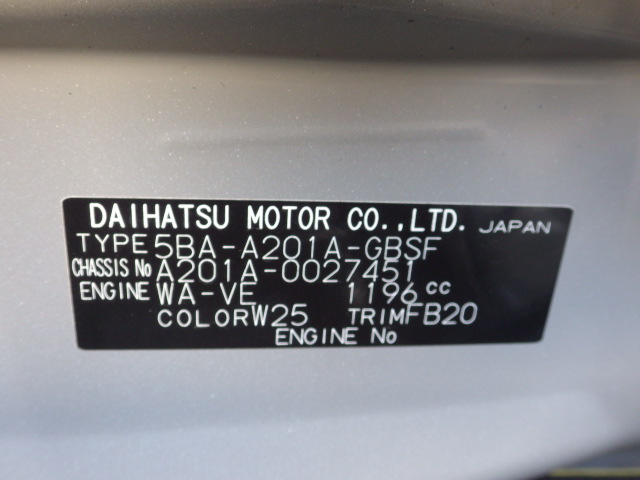 DAIHATSU MOTOR CO.,LTD. JAPAN
TYPE 5BA-A201A-GBSF
CHASSIS No A201A-0027451
ENGINE WA-VE 1196 cc
COLOR W25 TRIM FB20
ENGINE No